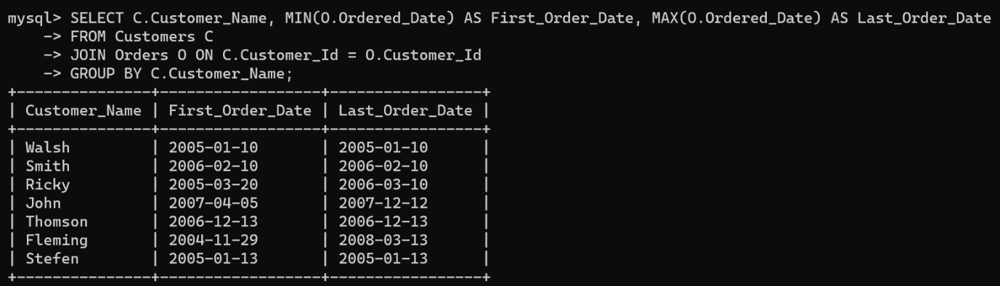 mysql> SELECT C.Customer_Name, MIN(O.Ordered_Date) AS First_Order_Date, MAX(O.Ordered_Date) AS Last_Order_Date
    -> FROM Customers C
    -> JOIN Orders O ON C.Customer_Id = O.Customer_Id
    -> GROUP BY C.Customer_Name;
+---------------+------------------+-----------------+
| Customer_Name | First_Order_Date | Last_Order_Date |
+---------------+------------------+-----------------+
| Walsh         | 2005-01-10       | 2005-01-10      |
| Smith         | 2006-02-10       | 2006-02-10      |
| Ricky         | 2005-03-20       | 2006-03-10      |
| John          | 2007-04-05       | 2007-12-12      |
| Thomson       | 2006-12-13       | 2006-12-13      |
| Fleming       | 2004-11-29       | 2008-03-13      |
| Stefen        | 2005-01-13       | 2005-01-13      |
+---------------+------------------+-----------------+